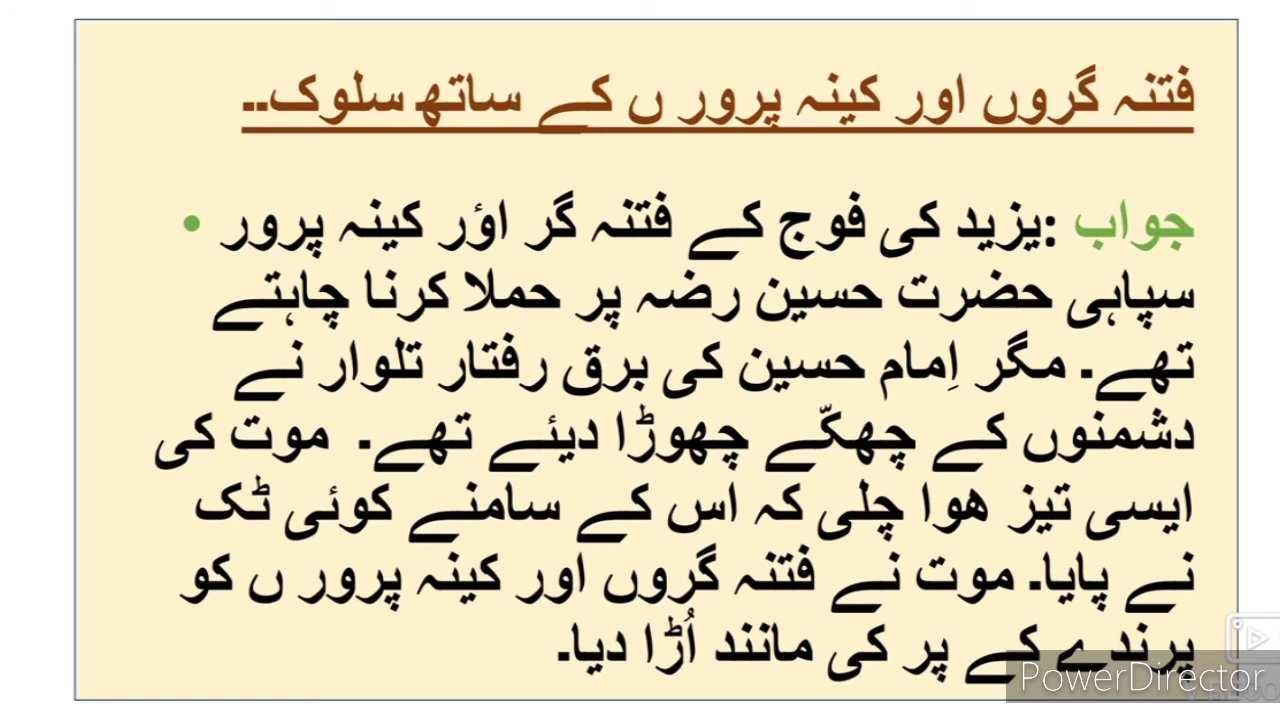 فتنہ گروں اور کینہ پرور ں کے ساتھ سلوک..
جواب :یزید کی فوج کے فتنہ گر اوٴر کینہ پرور •
سپاہی حضرت حسین رضہ پر حملا کرنا چاہتے
تھے۔ مگر اِمام حسین کی برق رفتار تلوار نے
دشمنوں کے چھکّے چھوڑا دیئے تھے۔ موت کی
ایسی تیز ھوا چلی کہ اس کے سامنے کوئی ٹک
نے پایا۔ موت نے فتنہ گروں اور کینہ پرور ں کو
پرندے کے پر کی مانند اُڑا دیا۔
PowerDirector